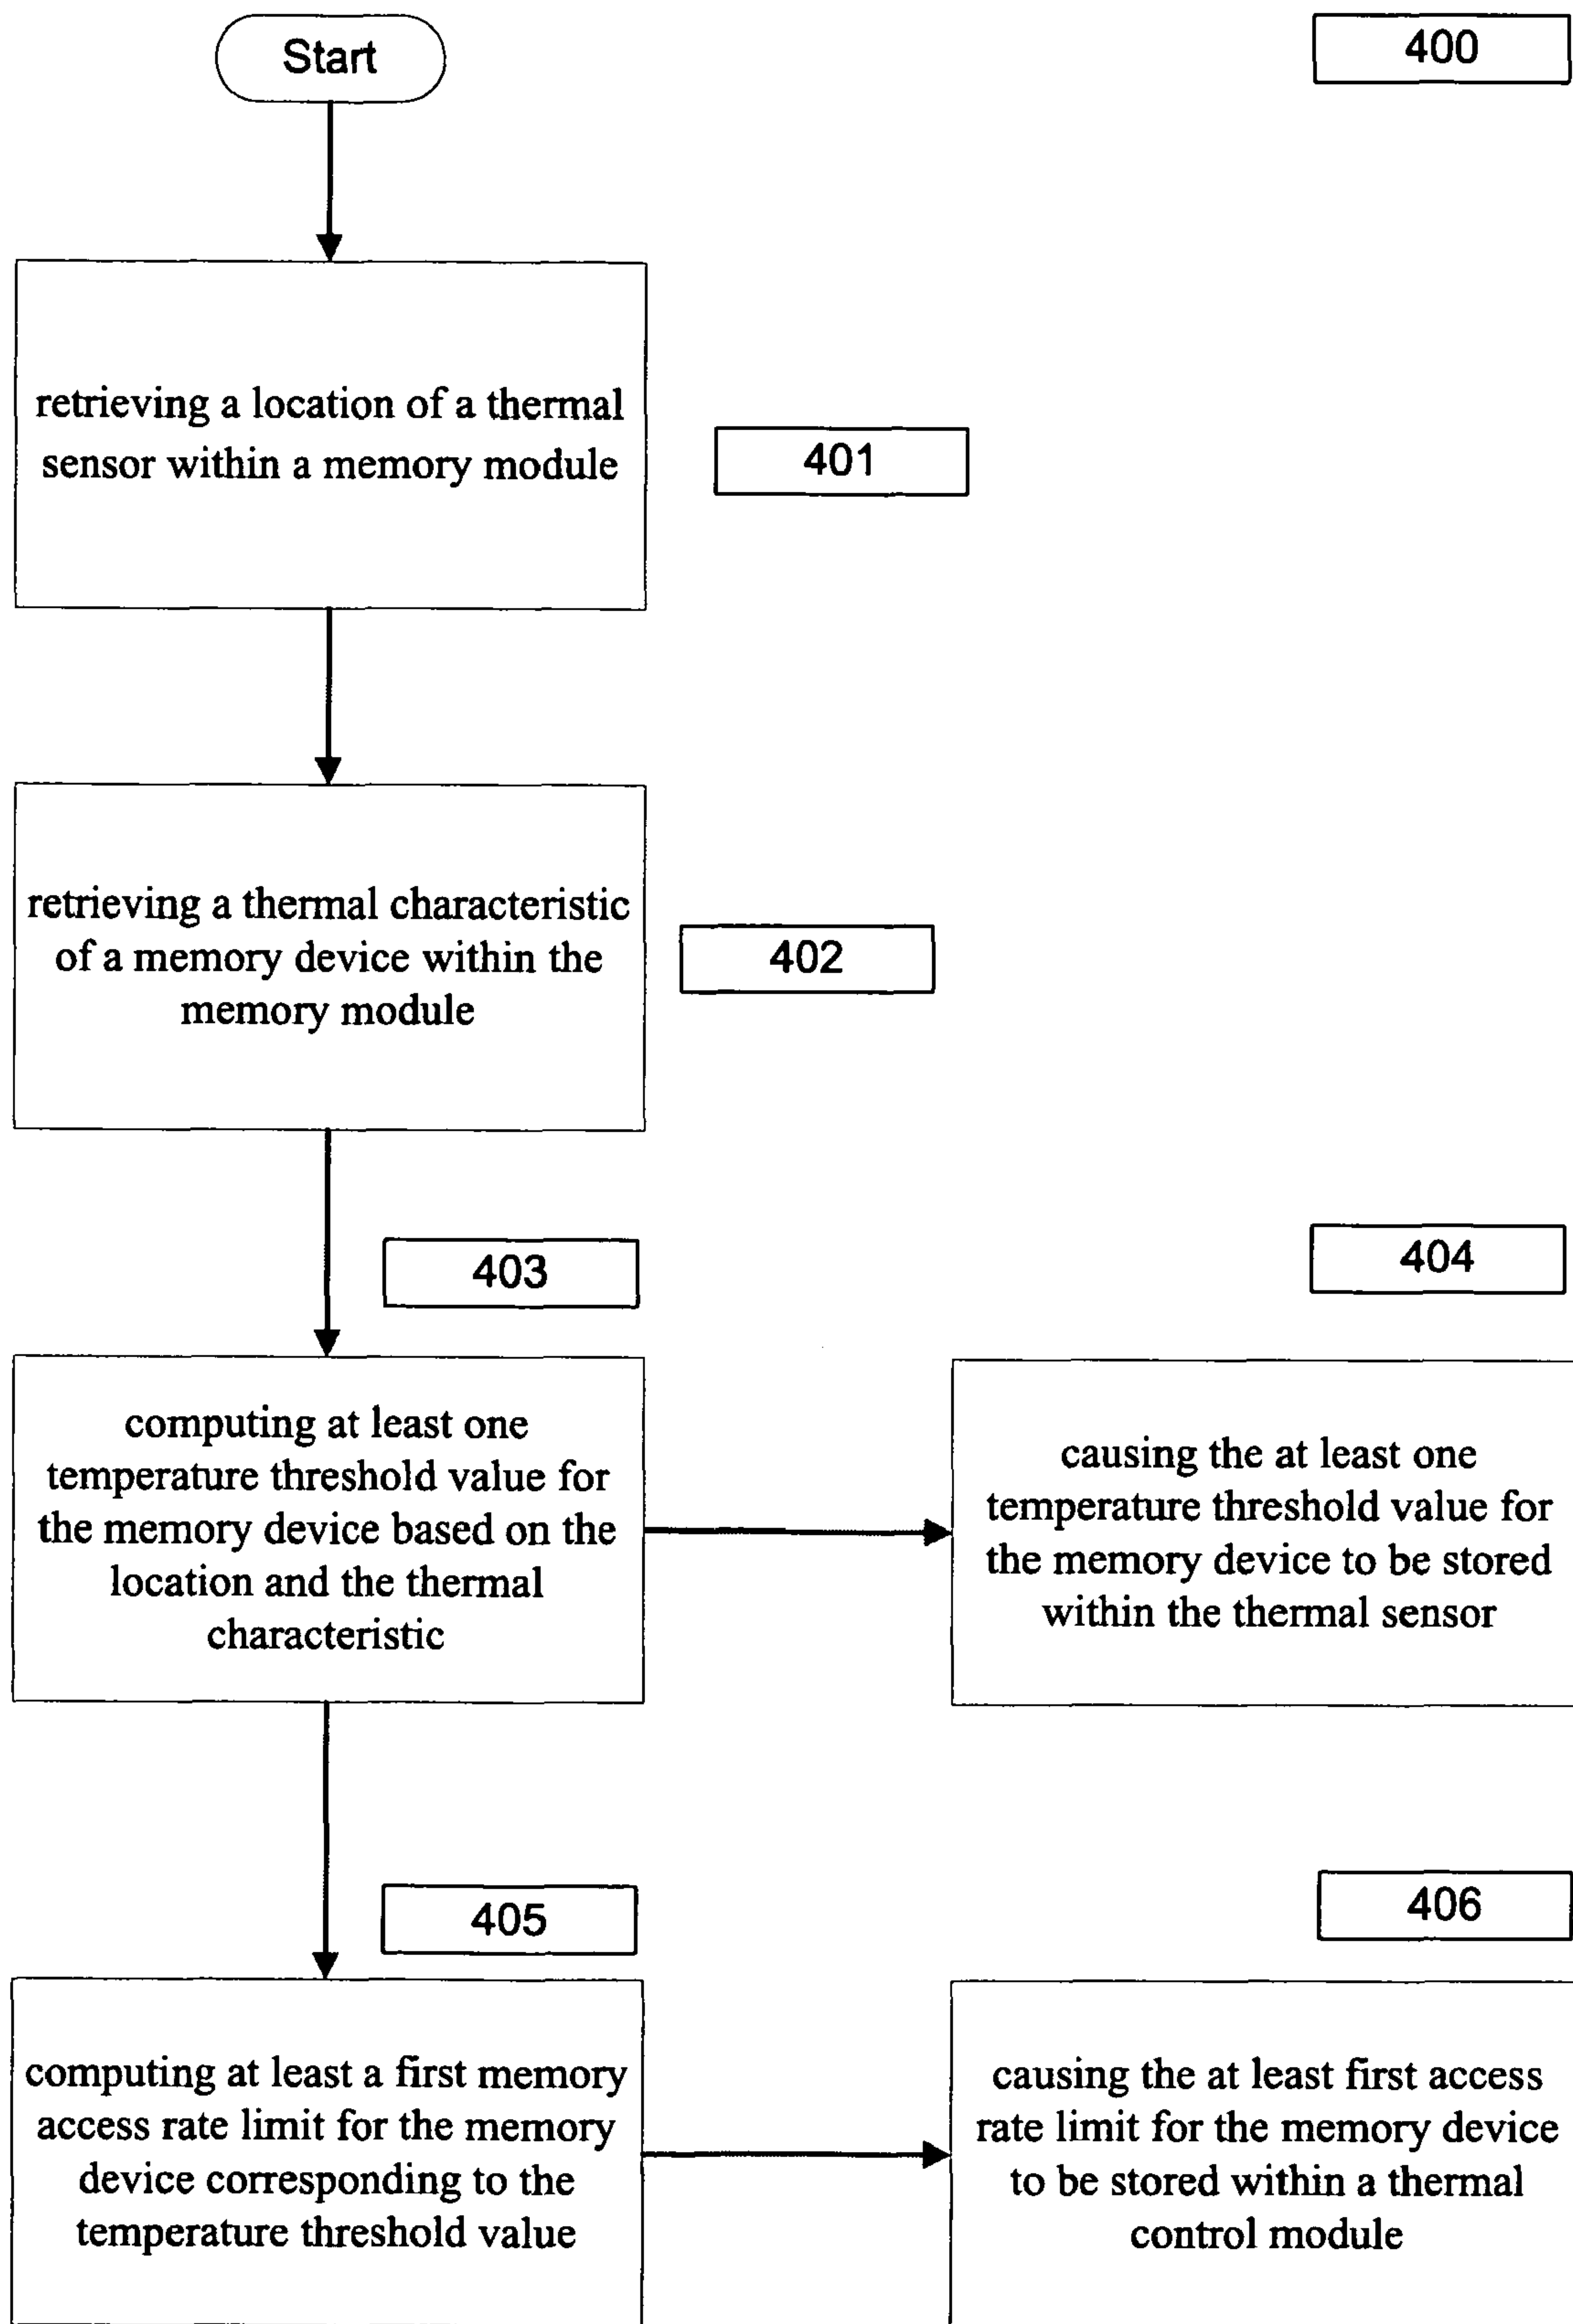 Start
400
retrieving a location of a thermal
sensor within a memory module
401
retrieving a thermal characteristic
of a memory device within the
memory module
402
403
404
computing at least one
temperature threshold value for
the memory device based on the
location and the thermal
characteristic
causing the at least one
temperature threshold value for
the memory device to be stored
within the thermal sensor
405
406
computing at least a first memory
access rate limit for the memory
device corresponding to the
temperature threshold value
causing the at least first access
rate limit for the memory device
to be stored within a thermal
control module